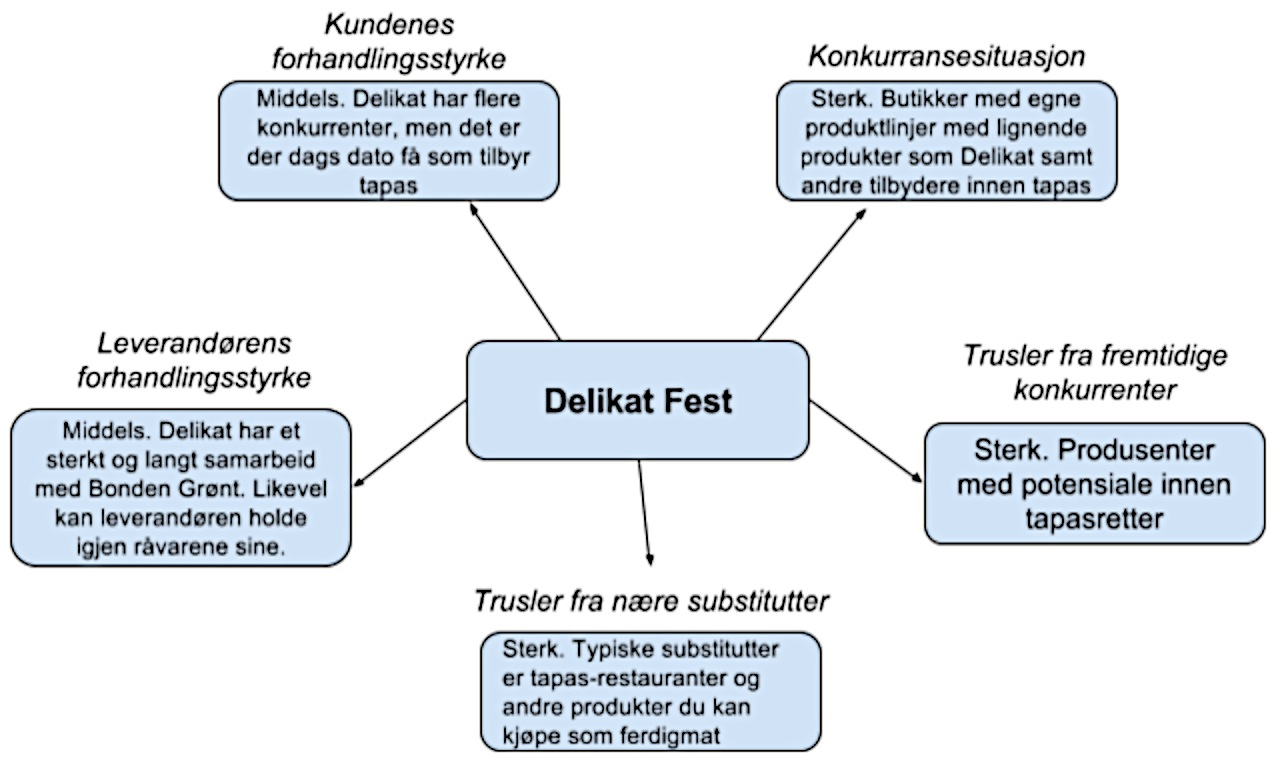 Kundenes
forhandlingsstyrke
Middels. Delikat har flere
konkurrenter, men det er
der dags dato få som tilbyr
tapas
Konkurransesituasjon
Sterk. Butikker med egne
produktlinjer med lignende
produkter som Delikat samt
andre tilbydere innen tapas
Leverandørens
forhandlingsstyrke
Middels. Delikat har et
sterkt og langt samarbeid
med Bonden Grønt. Likevel
kan leverandøren holde
igjen råvarene sine.
Delikat Fest
Trusler fra fremtidige
konkurrenter
Sterk. Produsenter
med potensiale innen
tapasretter
Trusler fra nære substitutter
Sterk. Typiske substitutter
er tapas-restauranter og
andre produkter du kan
kjøpe som ferdigmat